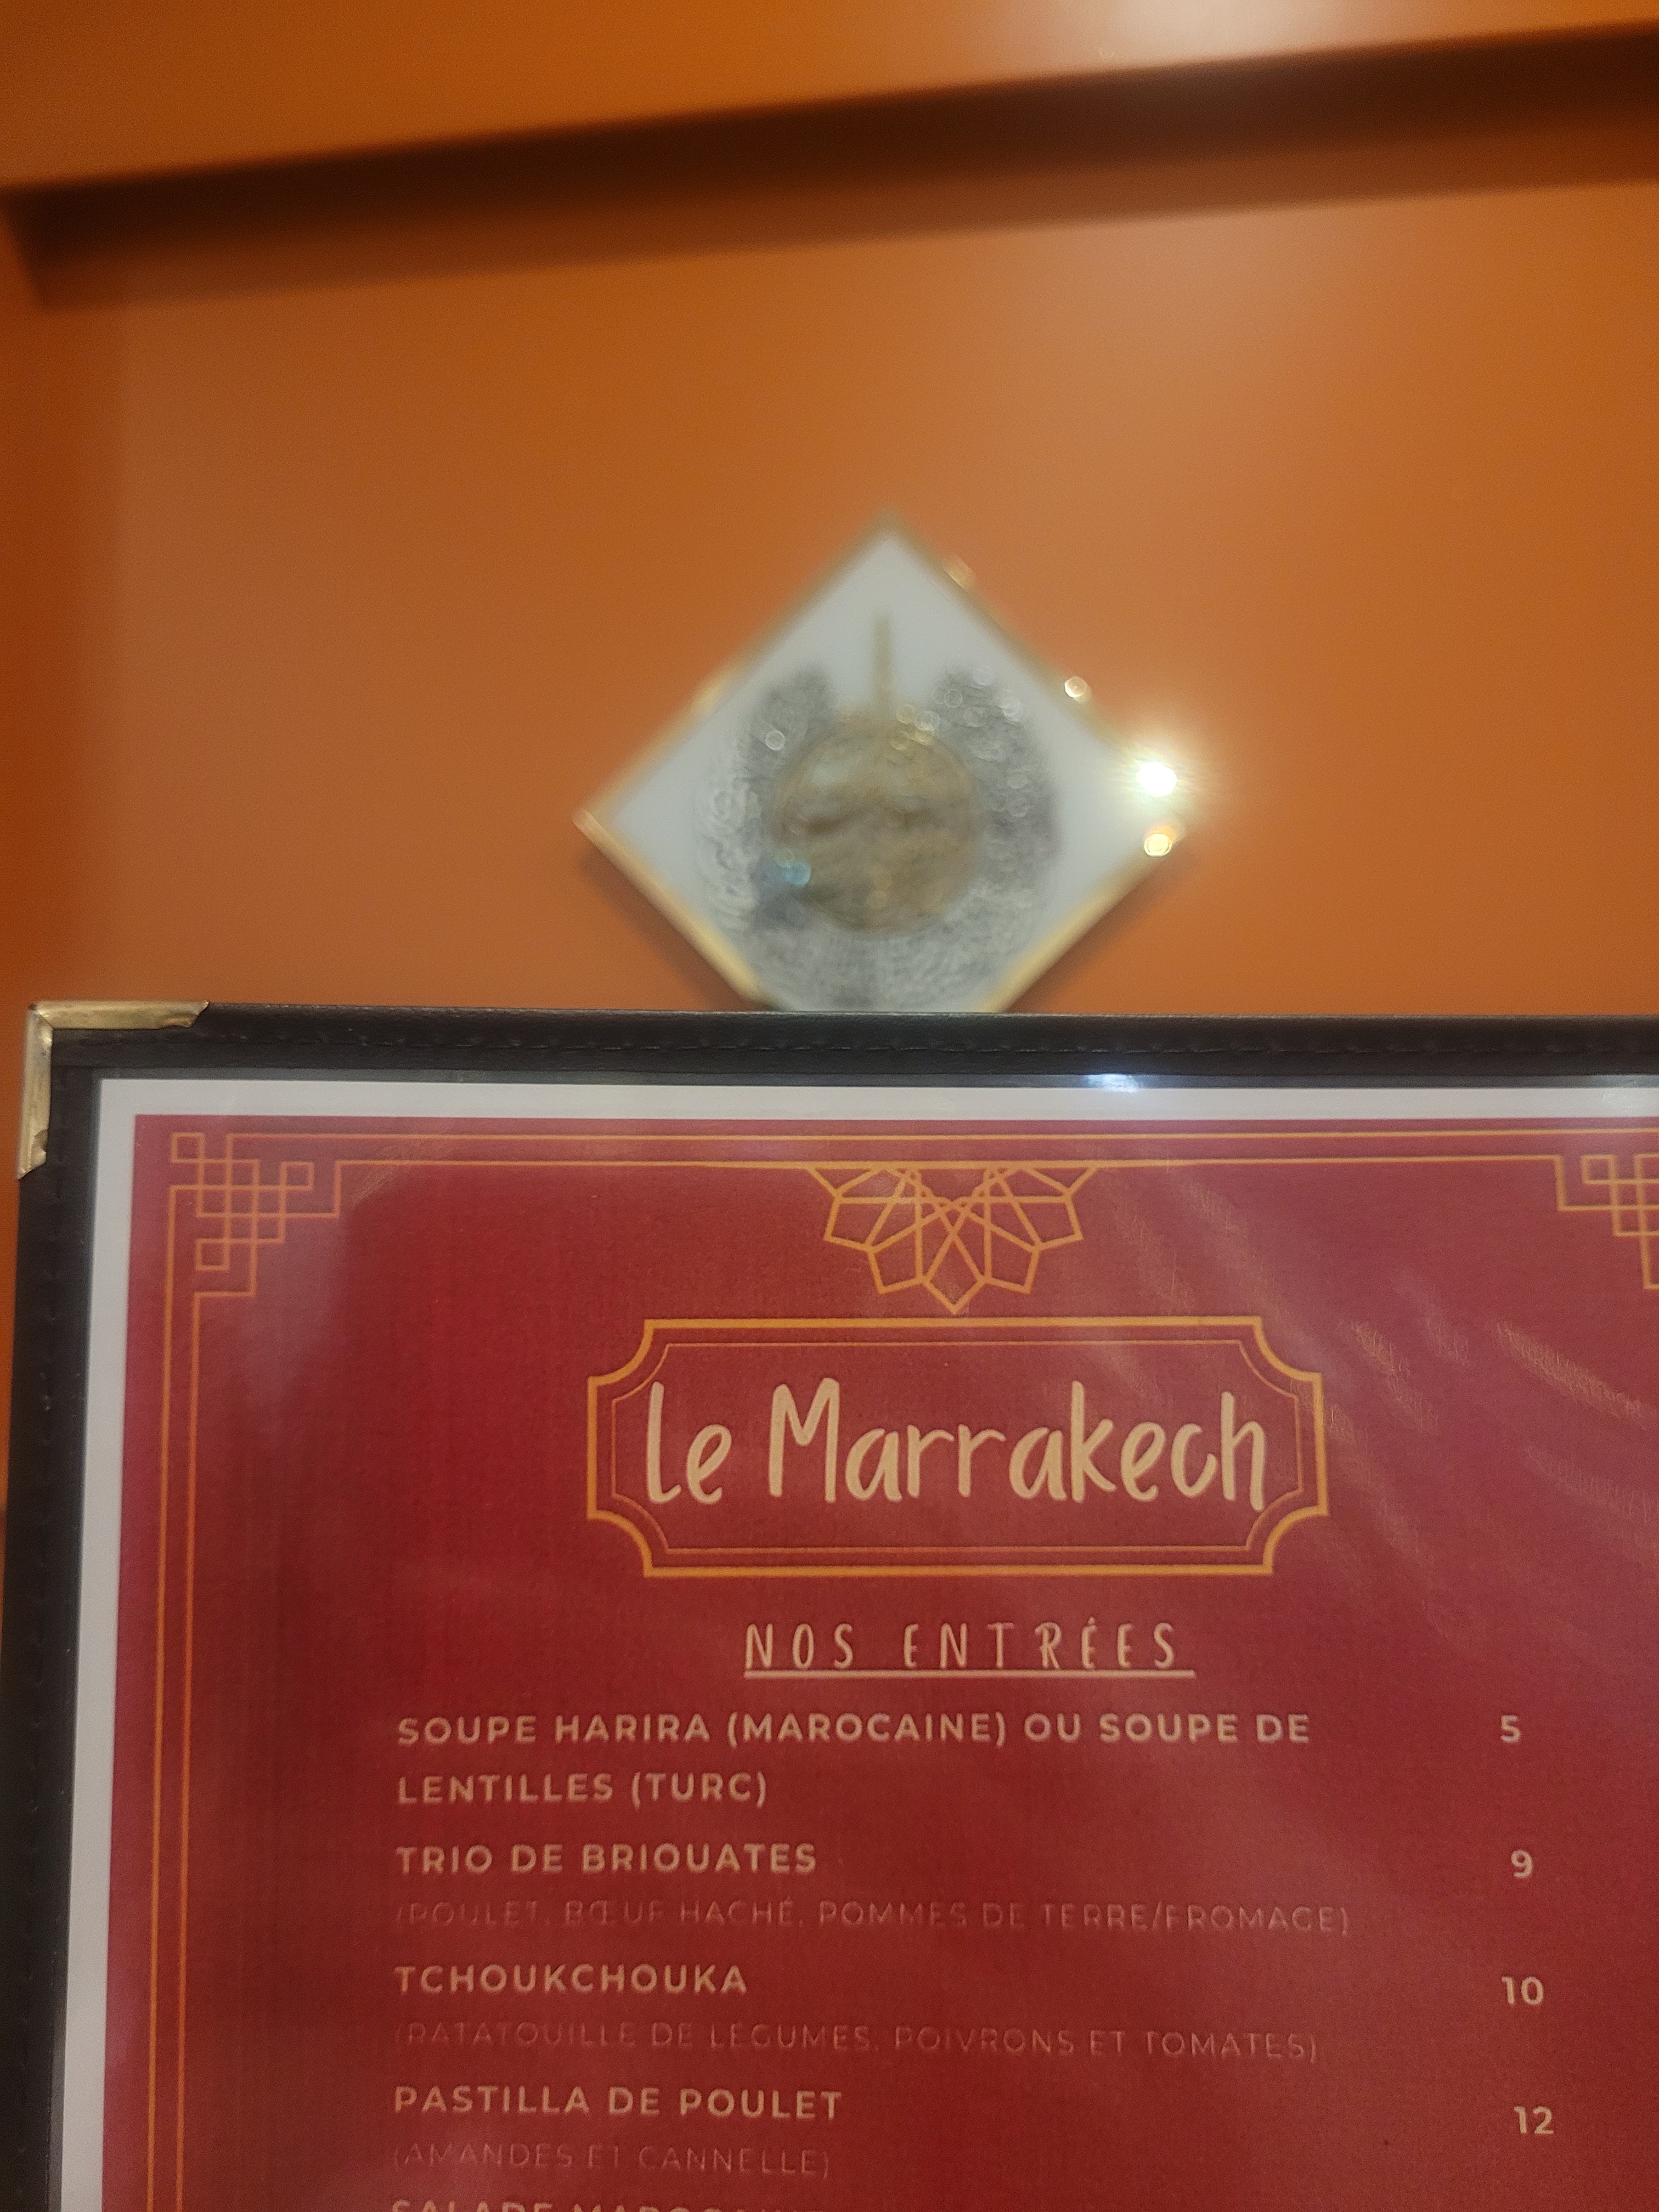 Le Marrakech
NOS ENTRÉES
SOUPE HARIRA (MAROCAINE) OU SOUPE DE 5
LENTILLES (TURC)
TRIO DE BRIOUATES 9
(POULET, BŒUF HACHÉ, POMMES DE TERRE/FROMAGE)
TCHOUKCHOUKA 10
(RATATOUILLE DE LÉGUMES, POIVRONS ET TOMATES)
PASTILLA DE POULET 12
(AMANDES ET CANNELLE)